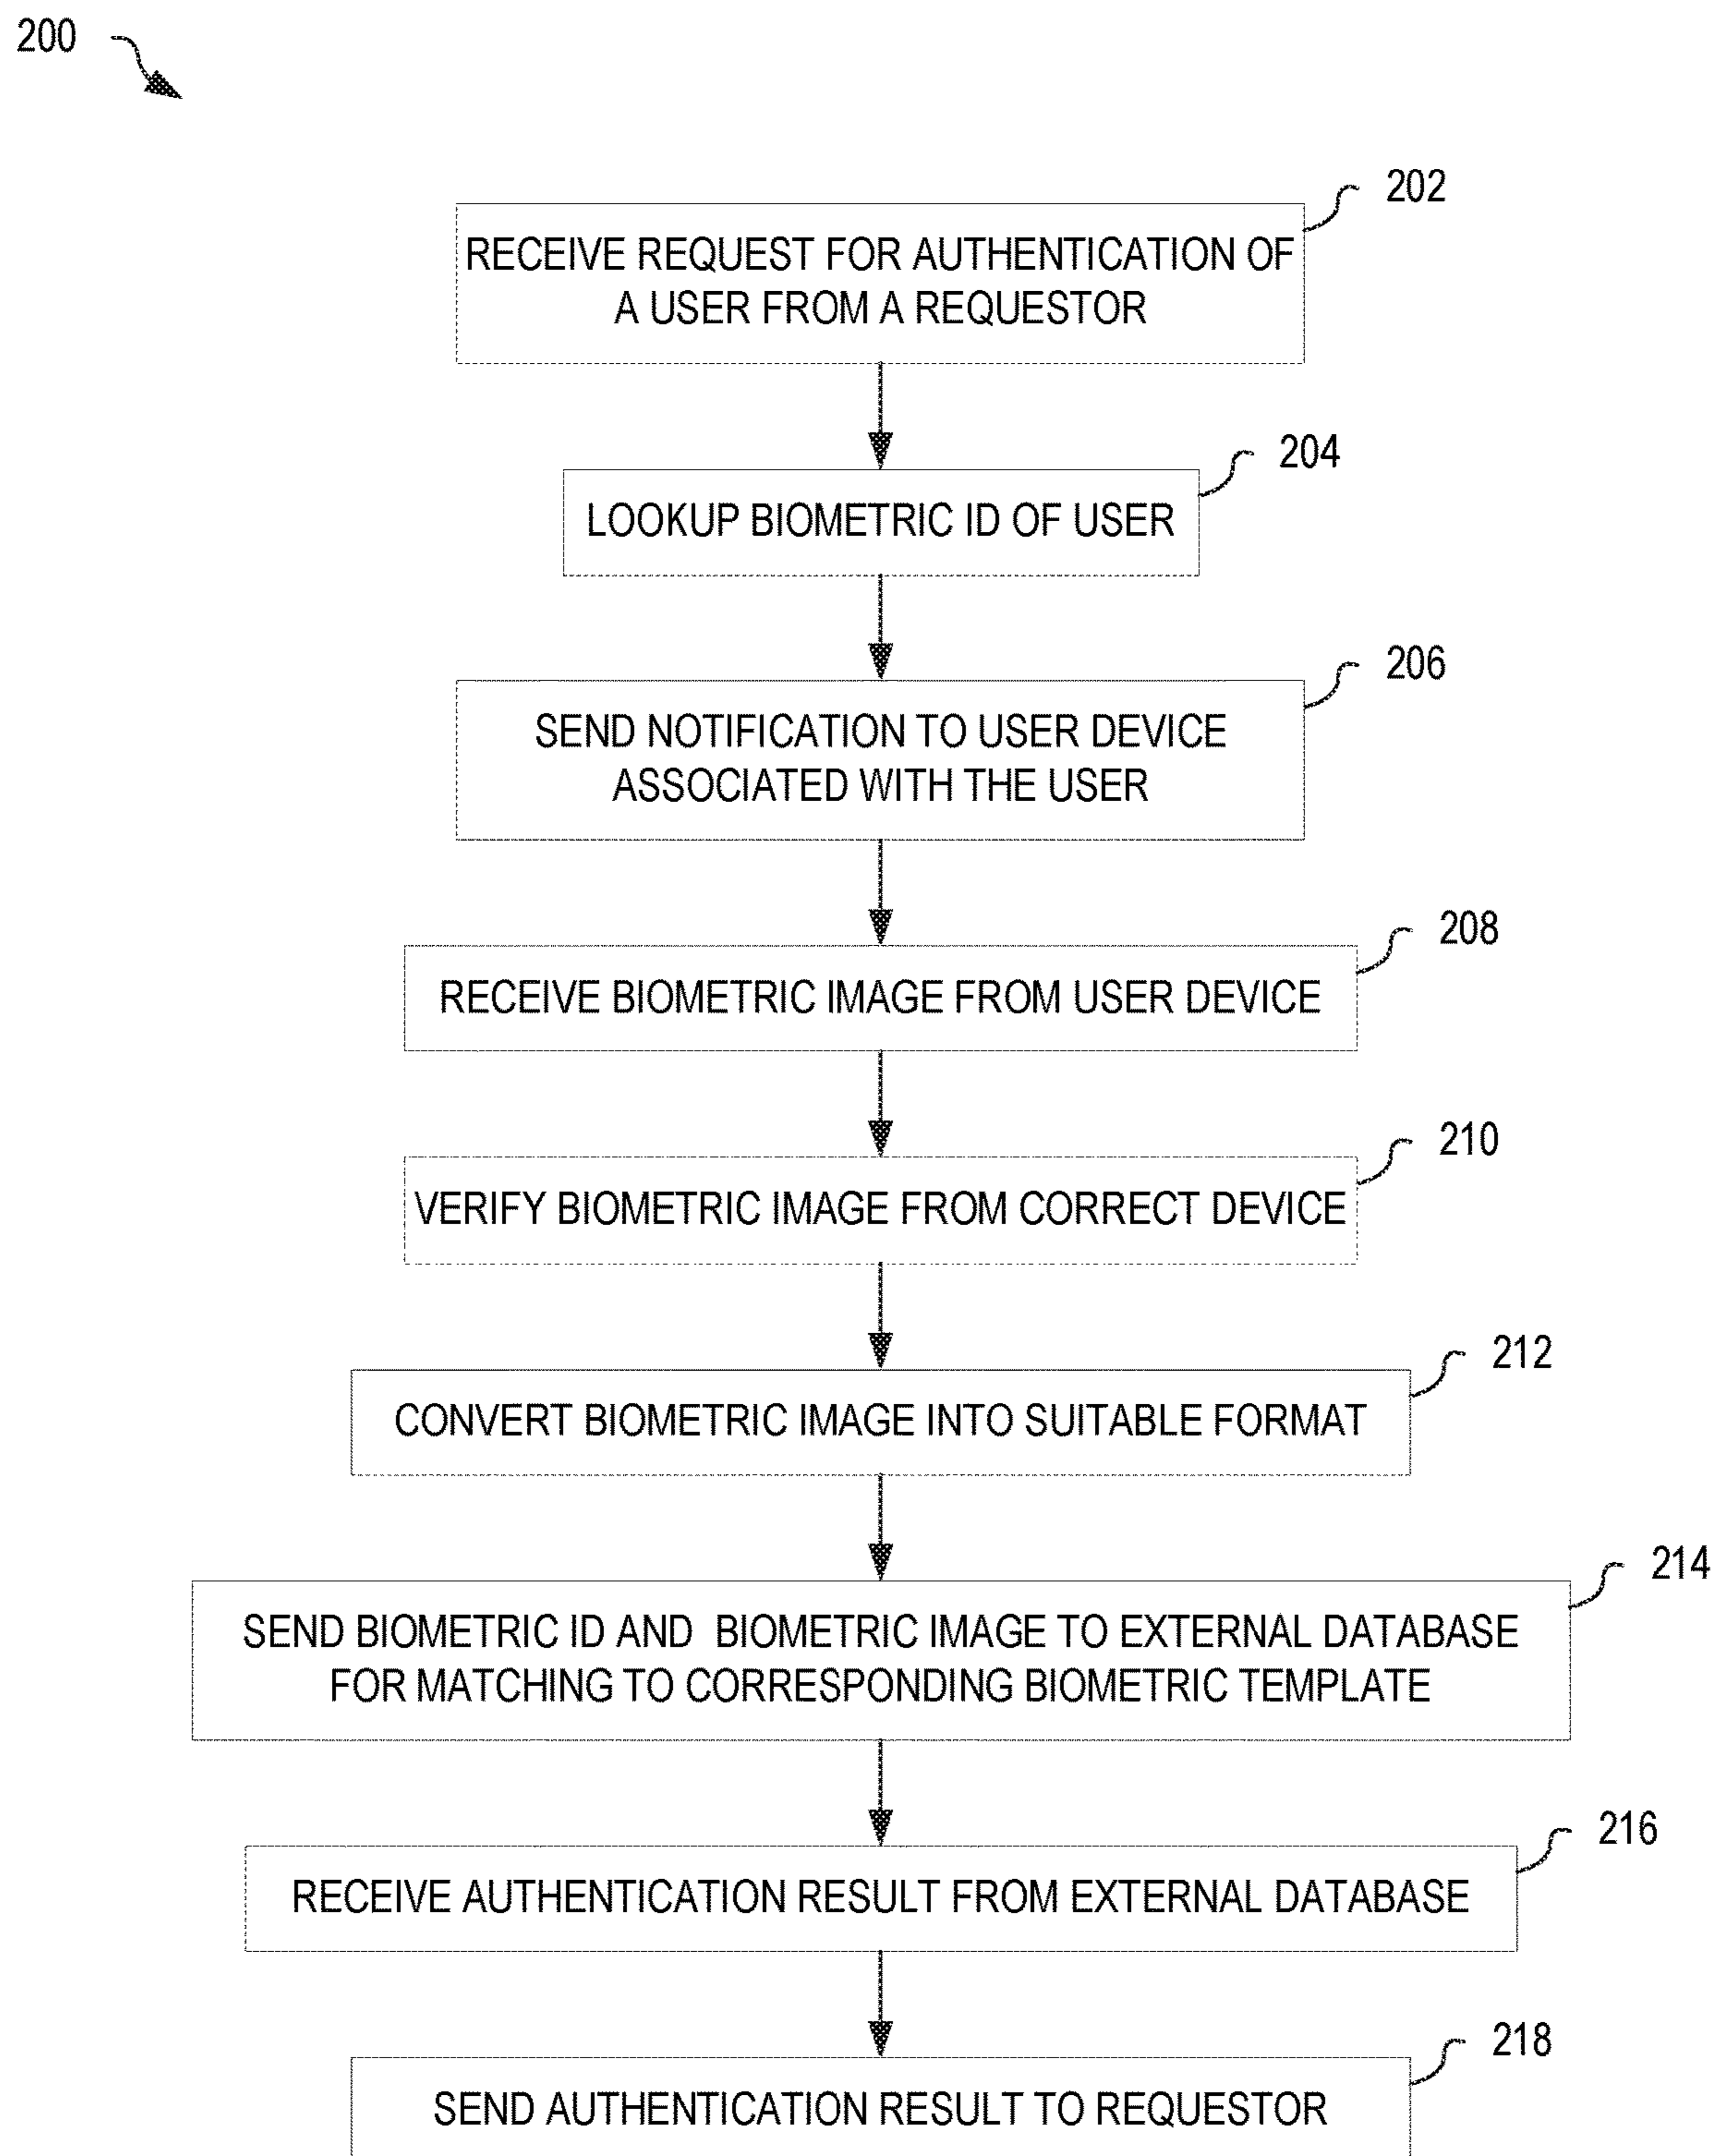 200
202
RECEIVE REQUEST FOR AUTHENTICATION OF
A USER FROM A REQUESTOR
204
LOOKUP BIOMETRIC ID OF USER
206
SEND NOTIFICATION TO USER DEVICE
ASSOCIATED WITH THE USER
208
RECEIVE BIOMETRIC IMAGE FROM USER DEVICE
210
VERIFY BIOMETRIC IMAGE FROM CORRECT DEVICE
212
CONVERT BIOMETRIC IMAGE INTO SUITABLE FORMAT
214
SEND BIOMETRIC ID AND BIOMETRIC IMAGE TO EXTERNAL DATABASE
FOR MATCHING TO CORRESPONDING BIOMETRIC TEMPLATE
216
RECEIVE AUTHENTICATION RESULT FROM EXTERNAL DATABASE
218
SEND AUTHENTICATION RESULT TO REQUESTOR